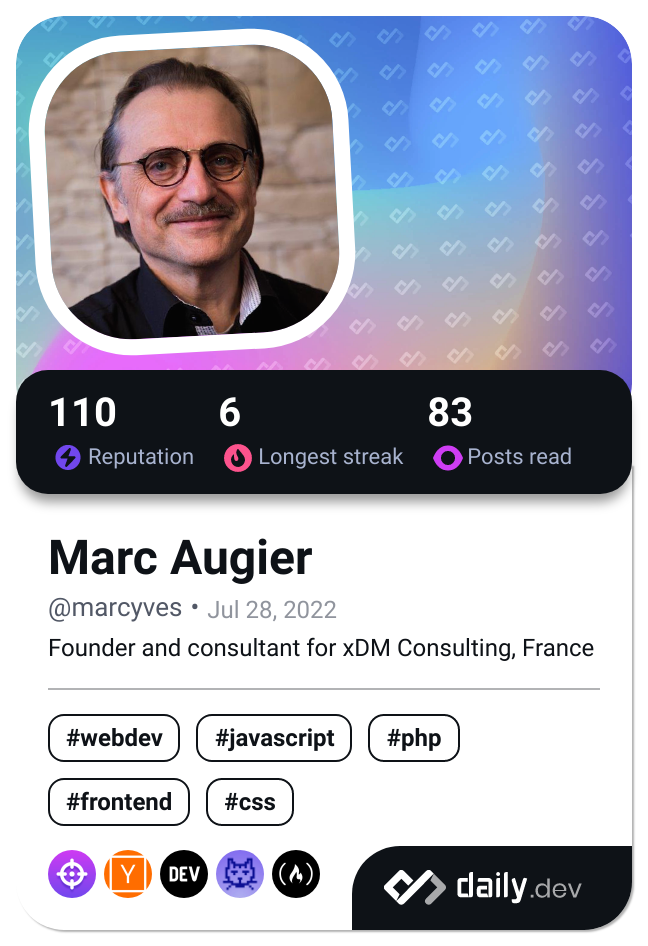 110 6 83
Reputation Longest streak Posts read
Marc Augier
@marcyves • Jul 28, 2022
Founder and consultant for xDM Consulting, France
#webdev #javascript #php
#frontend #css
Y DEV
daily.dev